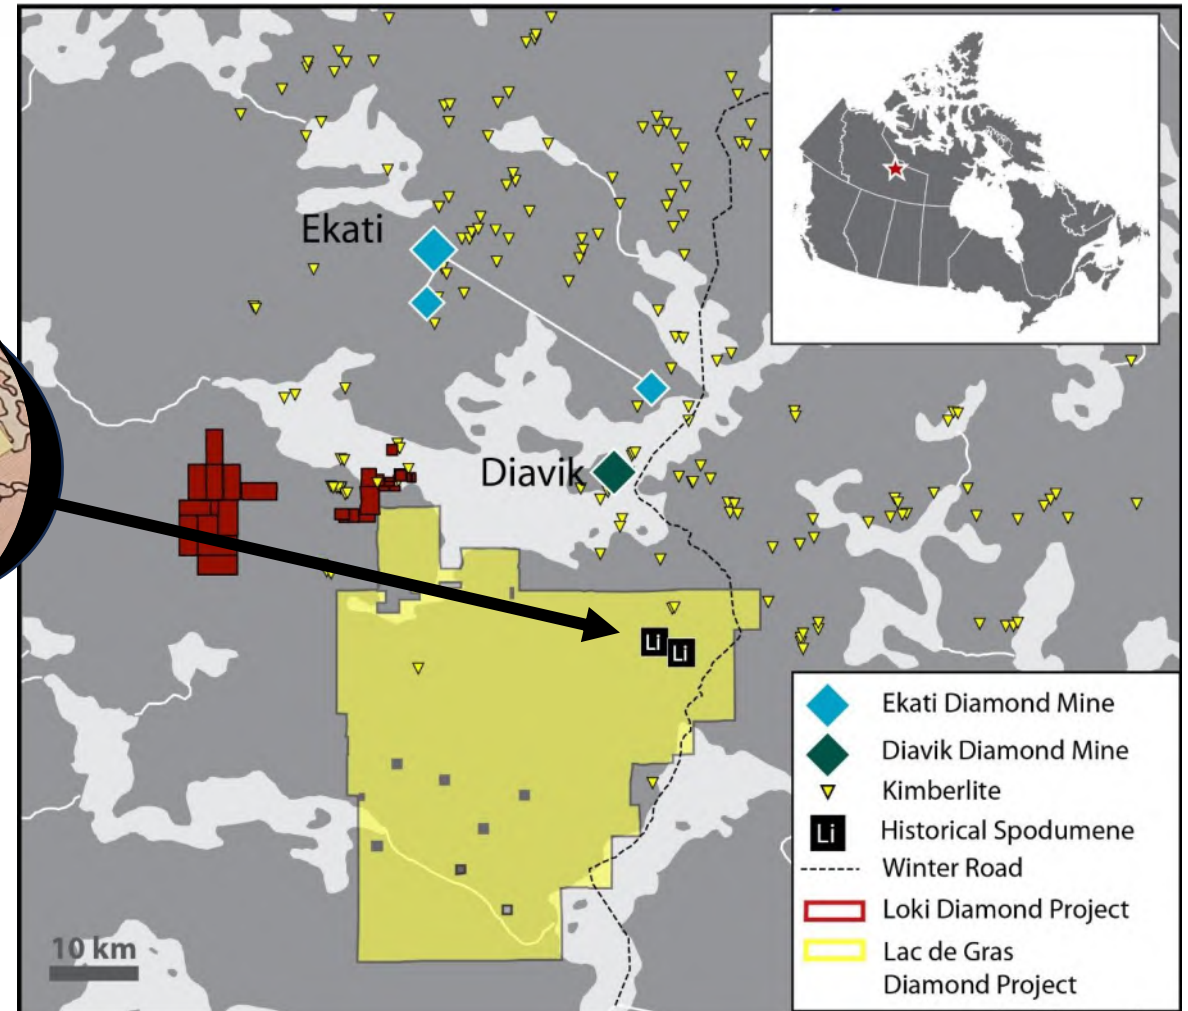 Ekati
Diavik
Li
Li
10 km
Ekati Diamond Mine
Diavik Diamond Mine
Kimberlite
Li
Historical Spodumene
Winter Road
Loki Diamond Project
Lac de Gras
Diamond Project